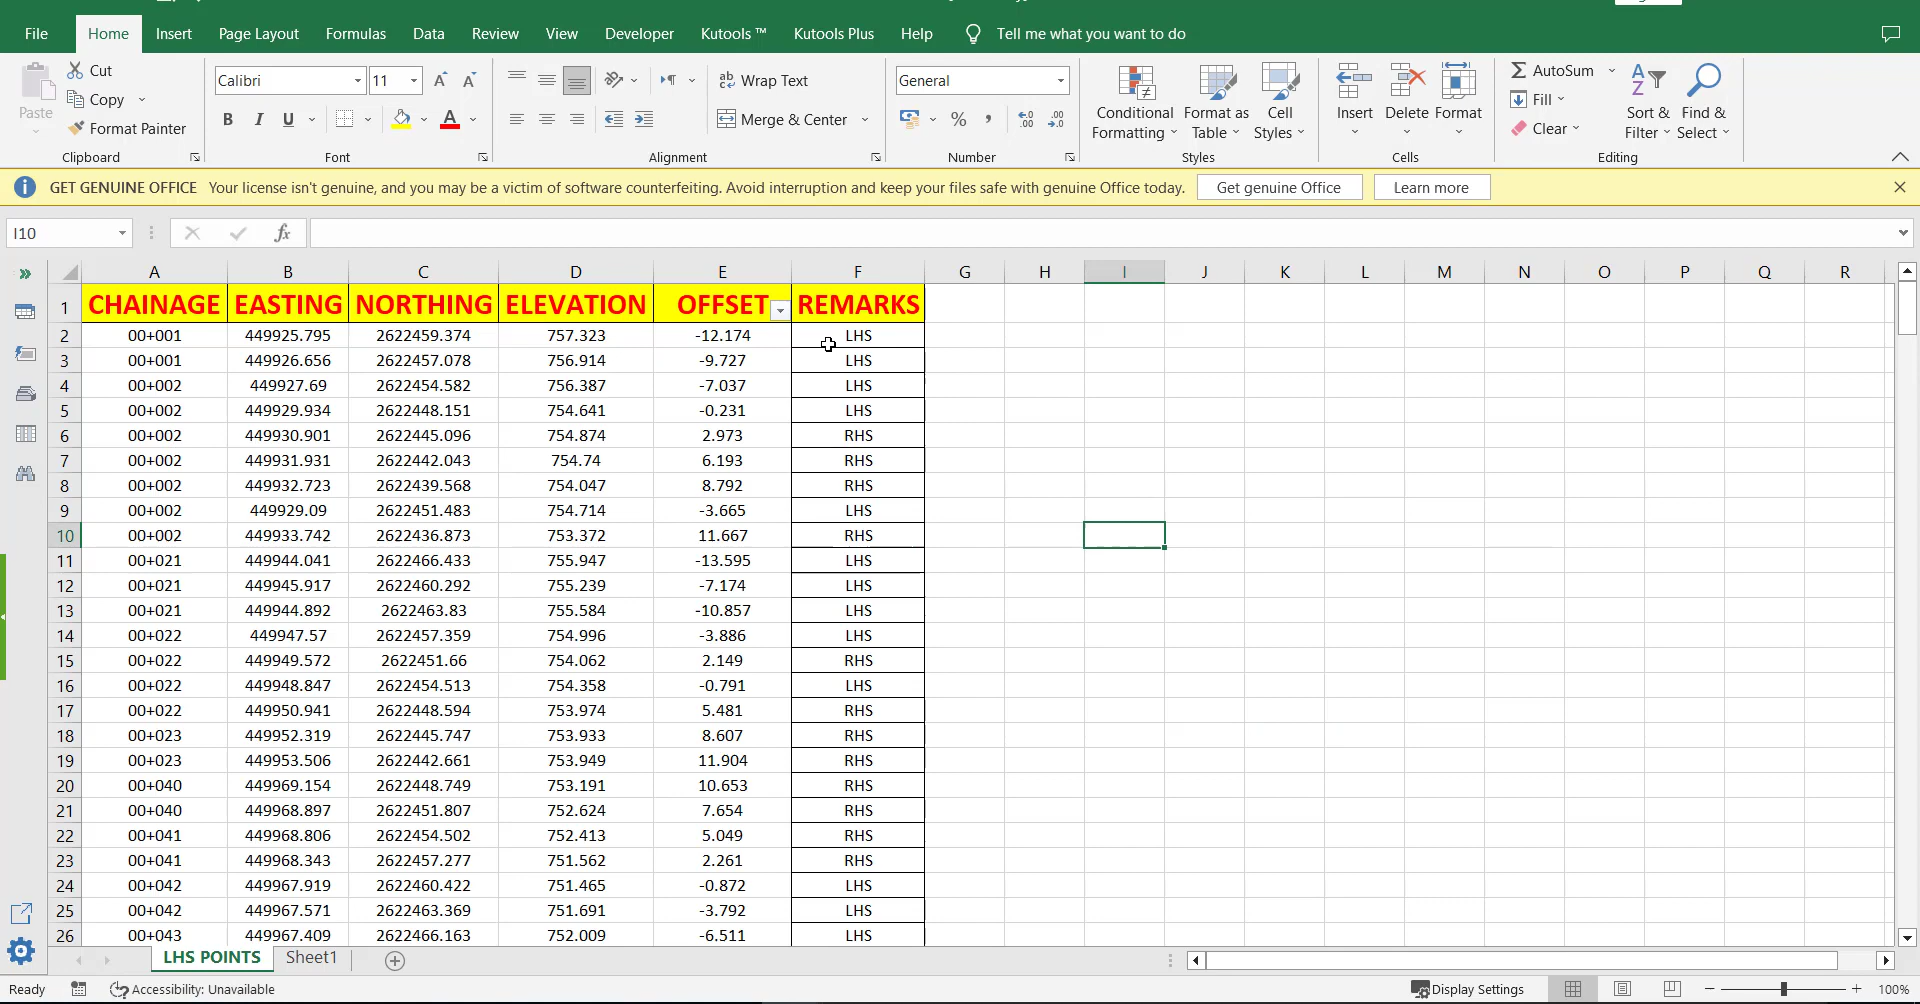 File Home Insert Page Layout Formulas Data Review View Developer Kutools ™ Kutools Plus Help Tell me what you want to do
Paste Cut Copy Format Painter Clipboard
Calibri 11 A A B I U A Font
ab Wrap Text Merge & Center Alignment
General % , Number
Conditional Formatting Format as Table Cell Styles Styles
Insert Delete Format Cells
AutoSum Fill Clear Sort & Filter Find & Select Editing
GET GENUINE OFFICE Your license isn't genuine, and you may be a victim of software counterfeiting. Avoid interruption and keep your files safe with genuine Office today. Get genuine Office Learn more
I10 fx
A B C D E F G H I J K L M N O P Q R
1 CHAINAGE EASTING NORTHING ELEVATION OFFSET REMARKS
2 00+001 449925.795 2622459.374 757.323 -12.174 LHS
3 00+001 449926.656 2622457.078 756.914 -9.727 LHS
4 00+002 449927.69 2622454.582 756.387 -7.037 LHS
5 00+002 449929.934 2622448.151 754.641 -0.231 LHS
6 00+002 449930.901 2622445.096 754.874 2.973 RHS
7 00+002 449931.931 2622442.043 754.74 6.193 RHS
8 00+002 449932.723 2622439.568 754.047 8.792 RHS
9 00+002 449929.09 2622451.483 754.714 -3.665 LHS
10 00+002 449933.742 2622436.873 753.372 11.667 RHS
11 00+021 449944.041 2622466.433 755.947 -13.595 LHS
12 00+021 449945.917 2622460.292 755.239 -7.174 LHS
13 00+021 449944.892 2622463.83 755.584 -10.857 LHS
14 00+022 449947.57 2622457.359 754.996 -3.886 LHS
15 00+022 449949.572 2622451.66 754.062 2.149 RHS
16 00+022 449948.847 2622454.513 754.358 -0.791 LHS
17 00+022 449950.941 2622448.594 753.974 5.481 RHS
18 00+023 449952.319 2622445.747 753.933 8.607 RHS
19 00+023 449953.506 2622442.661 753.949 11.904 RHS
20 00+040 449969.154 2622448.749 753.191 10.653 RHS
21 00+040 449968.897 2622451.807 752.624 7.654 RHS
22 00+041 449968.806 2622454.502 752.413 5.049 RHS
23 00+041 449968.343 2622457.277 751.562 2.261 RHS
24 00+042 449967.919 2622460.422 751.465 -0.872 LHS
25 00+042 449967.571 2622463.369 751.691 -3.792 LHS
26 00+043 449967.409 2622466.163 752.009 -6.511 LHS
LHS POINTS Sheet1
Ready Accessibility: Unavailable Display Settings 100%